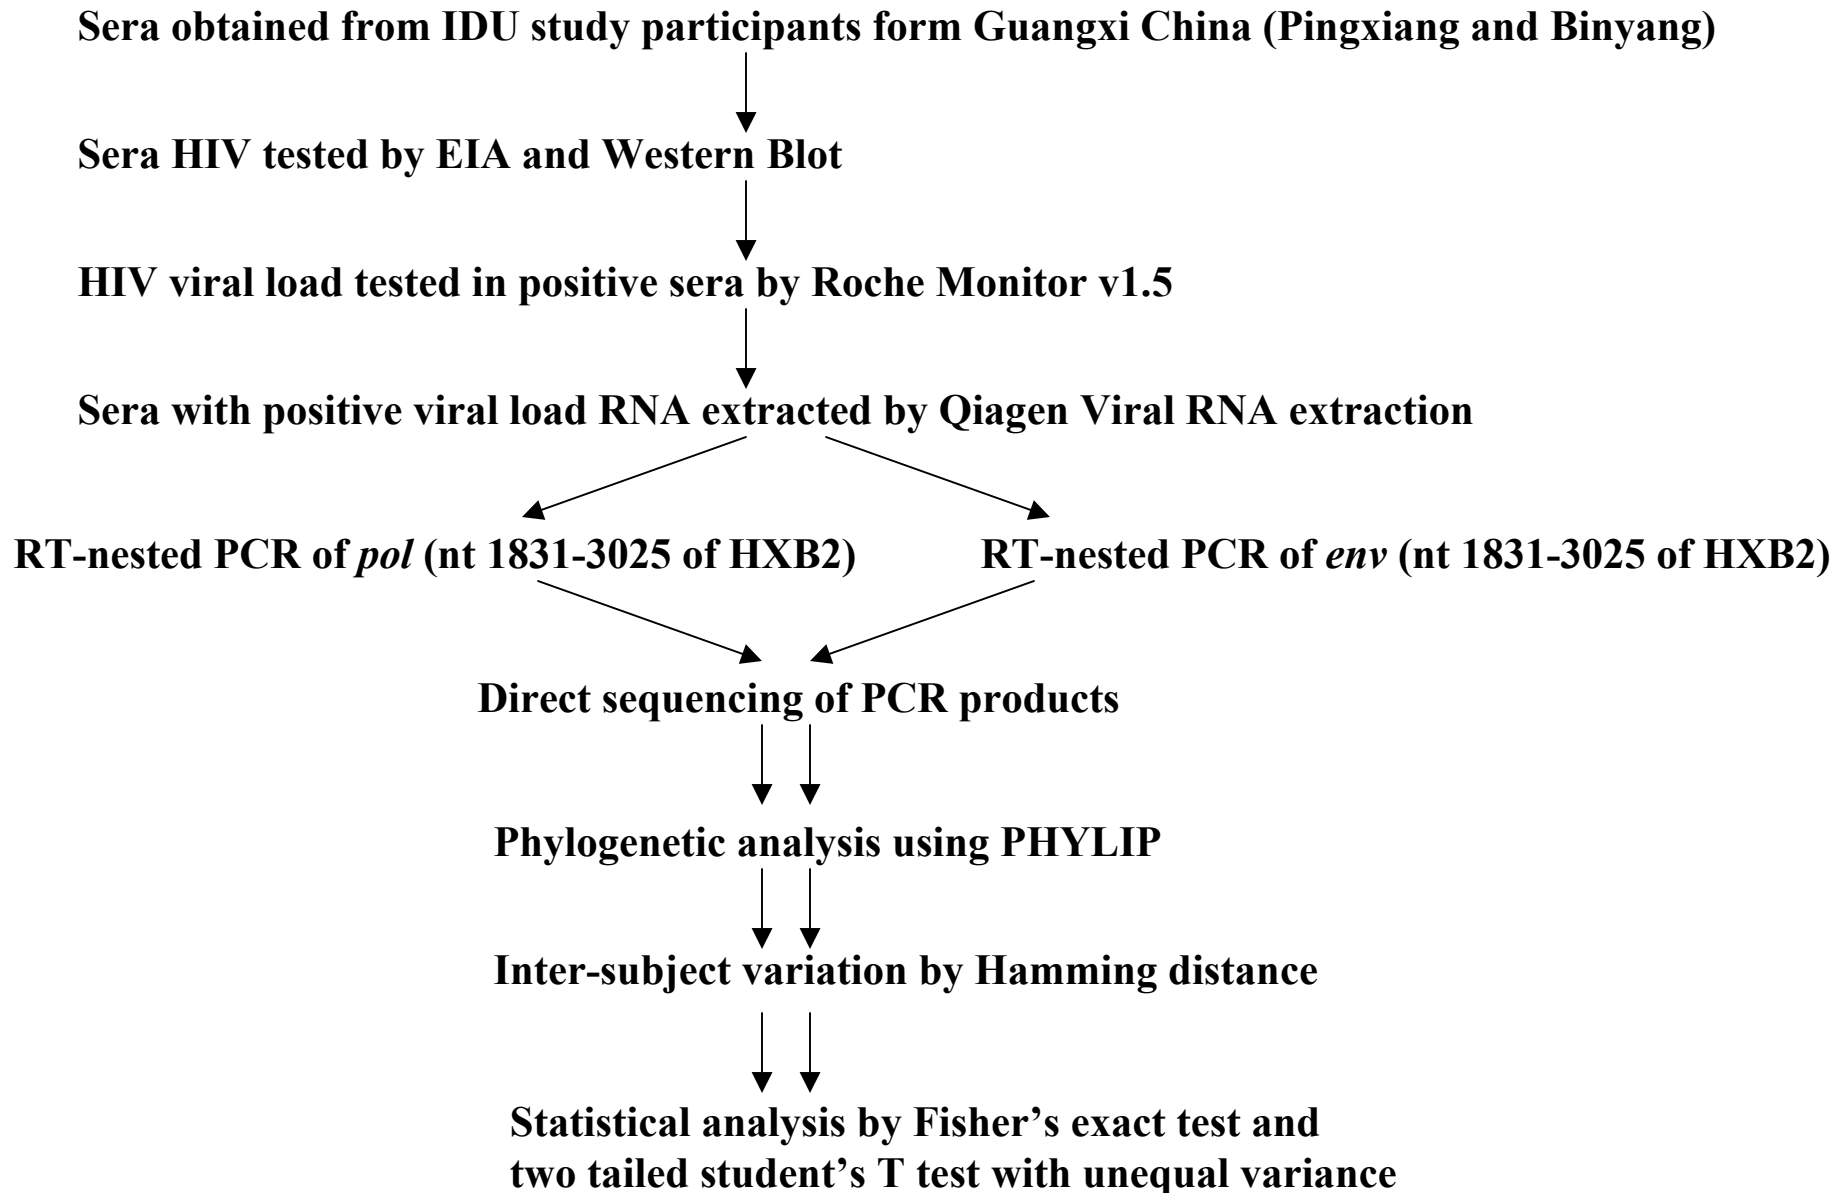 Sera obtained from IDU study participants form Guangxi China (Pingxiang and Binyang)
Sera HIV tested by EIA and Western Blot
HIV viral load tested in positive sera by Roche Monitor v1.5
Sera with positive viral load RNA extracted by Qiagen Viral RNA extraction
RT-nested PCR of pol (nt 1831-3025 of HXB2)
RT-nested PCR of env (nt 1831-3025 of HXB2)
Direct sequencing of PCR products
Phylogenetic analysis using PHYLIP
Inter-subject variation by Hamming distance
Statistical analysis by Fisher’s exact test and
two tailed student’s T test with unequal variance